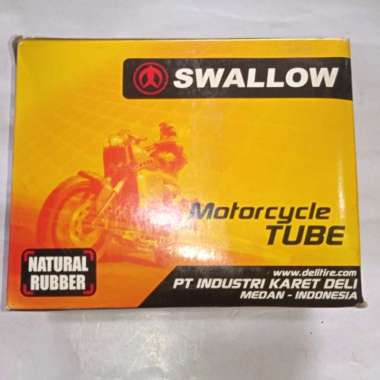 SWALLOW
Motorcycle
TUBE
NATURAL
RUBBER
www.delitire.com
PT INDUSTRI KARET DELI
MEDAN - INDONESIA